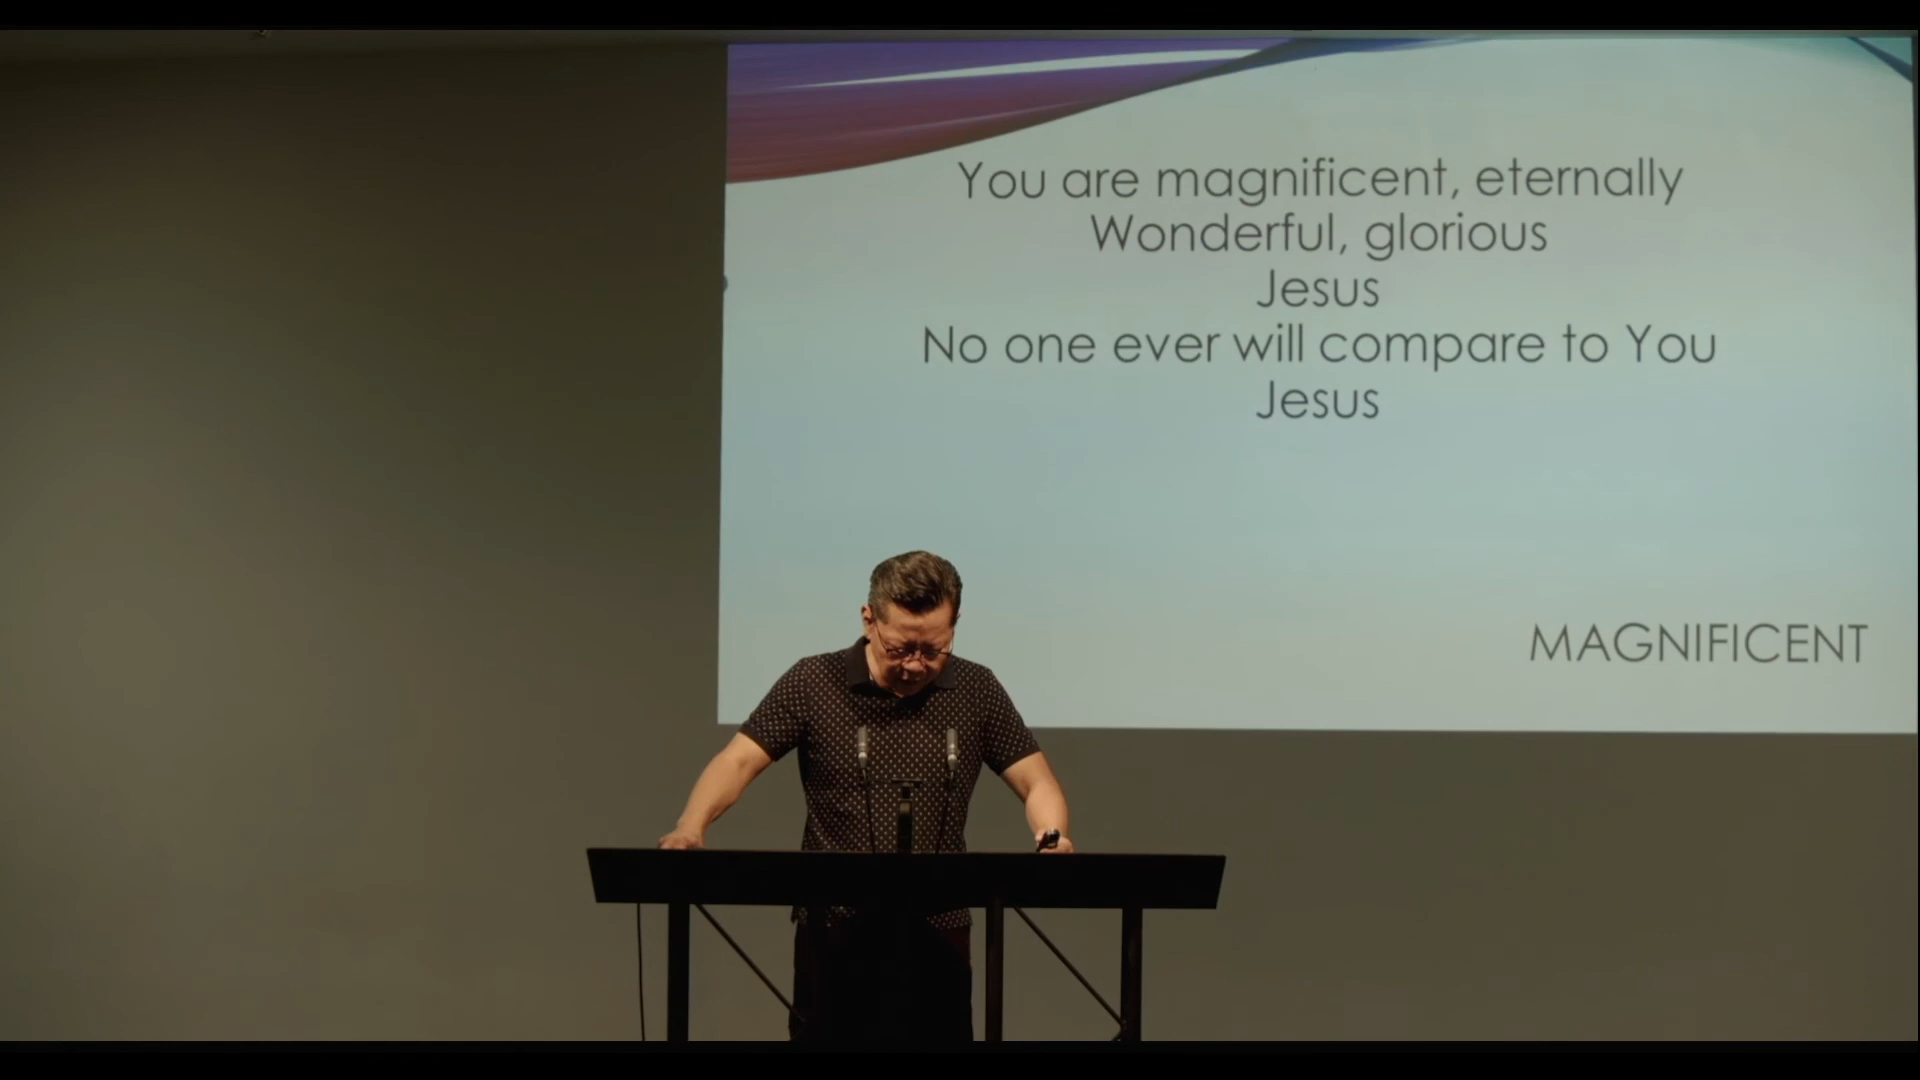 You are magnificent, eternally
Wonderful, glorious
Jesus
No one ever will compare to You
Jesus
MAGNIFICENT